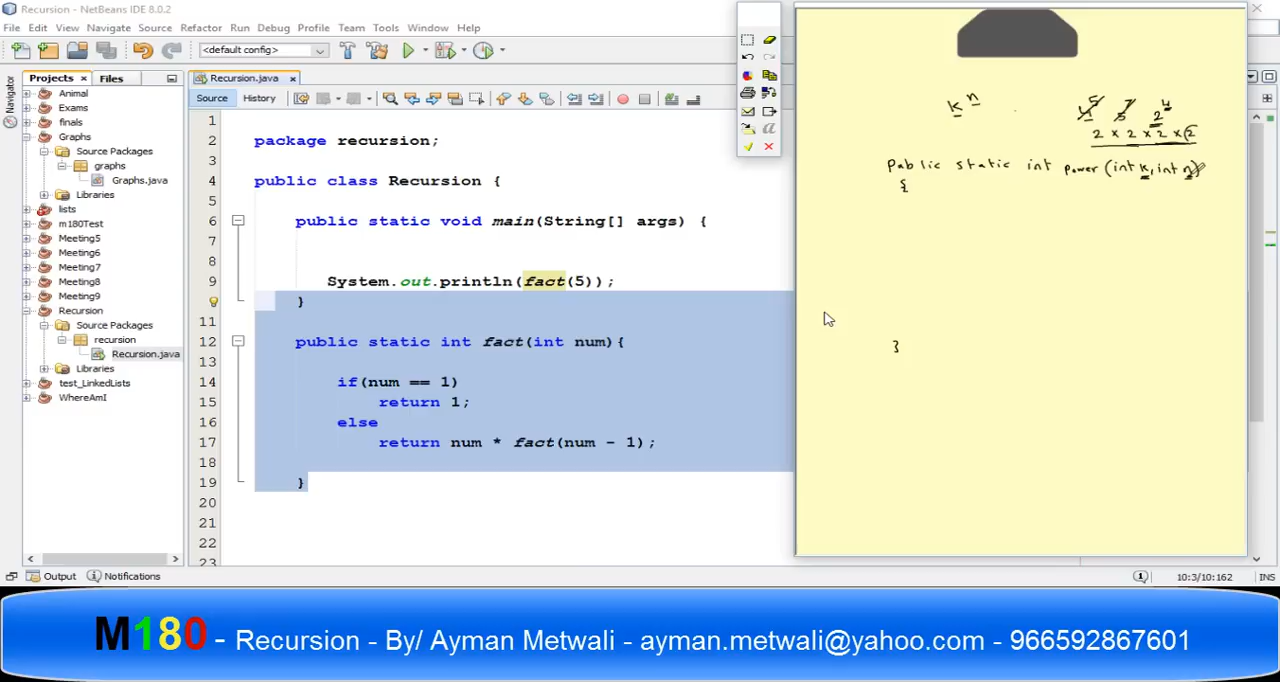 Recursion - NetBeans IDE 8.0.2
File Edit View Navigate Source Refactor Run Debug Profile Team Tools Window Help
<default config>
Projects × Files
Recursion.java ×
Navigator
Source History
Animal
Exams
finals
Graphs
Source Packages
graphs
Graphs.java
Libraries
lists
m180Test
Meeting5
Meeting6
Meeting7
Meeting8
Meeting9
Recursion
Source Packages
recursion
Recursion.java
Libraries
test_LinkedLists
WhereAmI
1
2 package recursion;
3
4 public class Recursion {
5
6 public static void main(String[] args) {
7
8
9 System.out.println(fact(5));
}
11
12 public static int fact(int num){
13
14 if(num == 1)
15 return 1;
16 else
17 return num * fact(num - 1);
18
19 }
20
21
22
23
k n
2 4
2 × 2 × 2 × 2
Public static int power (int k, int n)
{
}
Output Notifications
1 10:3/10:162 INS
M180 - Recursion - By/ Ayman Metwali - ayman.metwali@yahoo.com - 966592867601